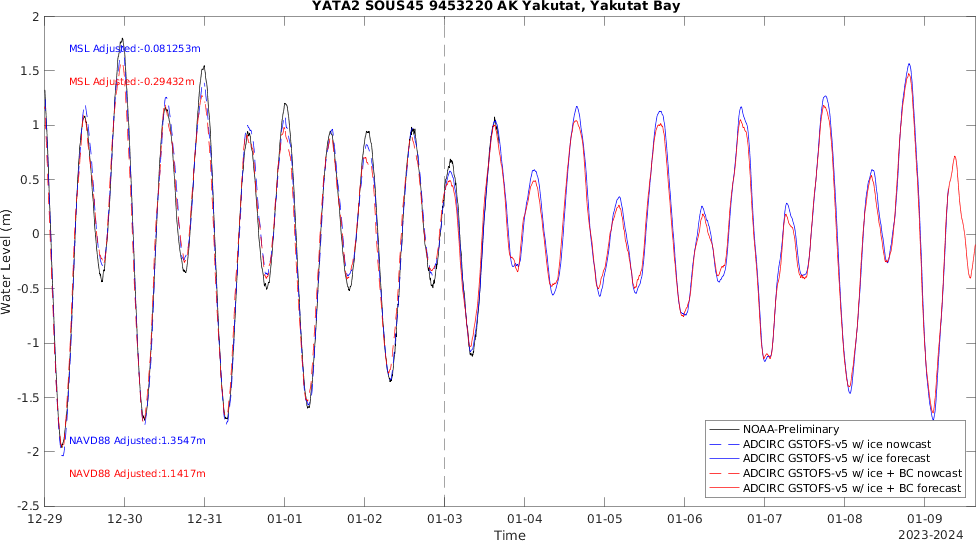 YATA2 SOUS45 9453220 AK Yakutat, Yakutat Bay
MSL Adjusted:-0.081253m
MSL Adjusted:-0.29432m
NAVD88 Adjusted:1.3547m
NAVD88 Adjusted:1.1417m
Water Level (m)
2
1.5
1
0.5
0
-0.5
-1
-1.5
-2
-2.5
NOAA-Preliminary
ADCIRC GSTOFS-v5 w/ ice nowcast
ADCIRC GSTOFS-v5 w/ ice forecast
ADCIRC GSTOFS-v5 w/ ice + BC nowcast
ADCIRC GSTOFS-v5 w/ ice + BC forecast
12-29 12-30 12-31 01-01 01-02 01-03 01-04 01-05 01-06 01-07 01-08 01-09
Time
2023-2024